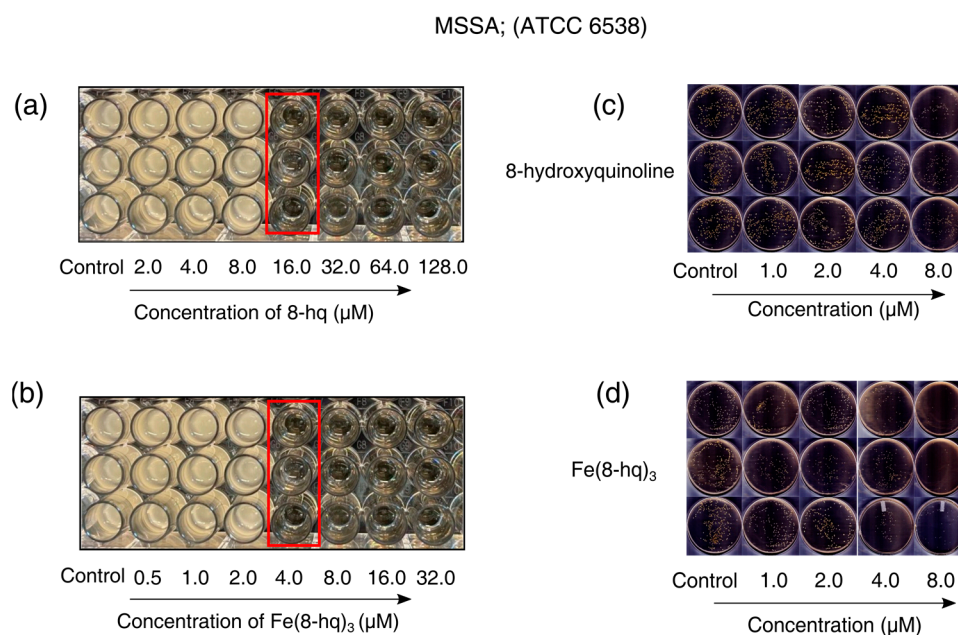 MSSA; (ATCC 6538)
(a)
Control 2.0 4.0 8.0 16.0 32.0 64.0 128.0
Concentration of 8-hq (µM)
(b)
Control 0.5 1.0 2.0 4.0 8.0 16.0 32.0
Concentration of Fe(8-hq)₃ (µM)
(c)
8-hydroxyquinoline
Control 1.0 2.0 4.0 8.0
Concentration (µM)
(d)
Fe(8-hq)₃
Control 1.0 2.0 4.0 8.0
Concentration (µM)